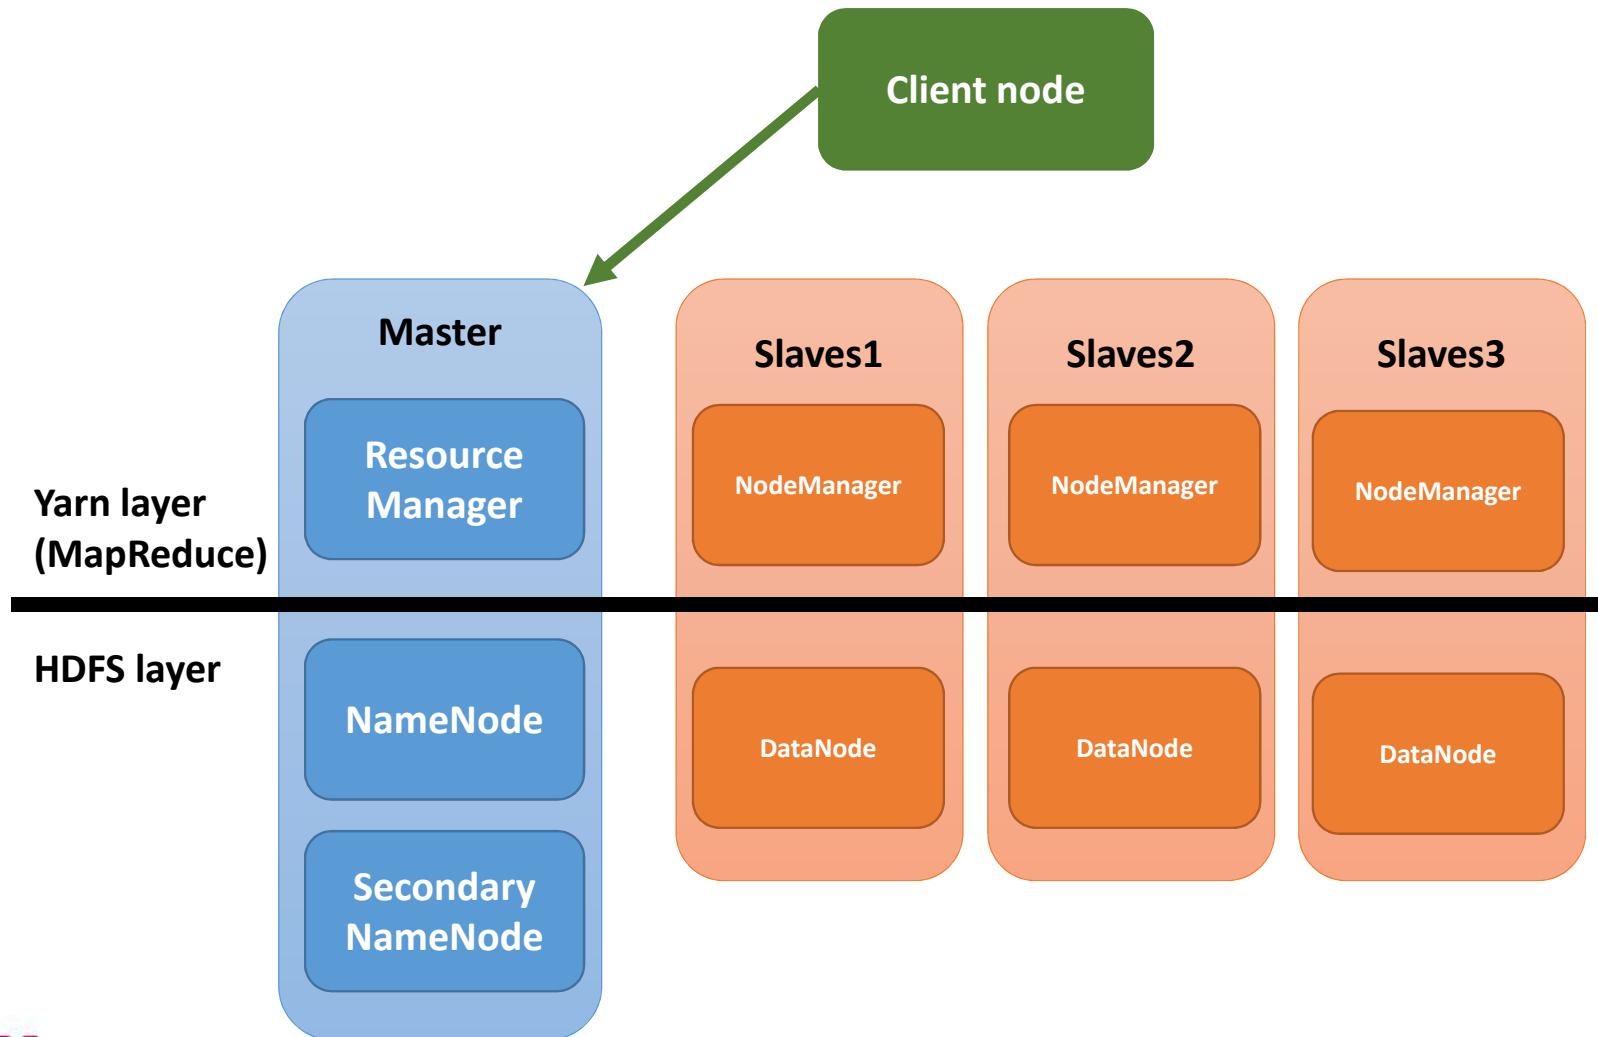 Client node
Master
Slaves1
Slaves2
Slaves3
Resource
Manager
NodeManager
NodeManager
NodeManager
Yarn layer
(MapReduce)
HDFS layer
NameNode
DataNode
DataNode
DataNode
Secondary
NameNode